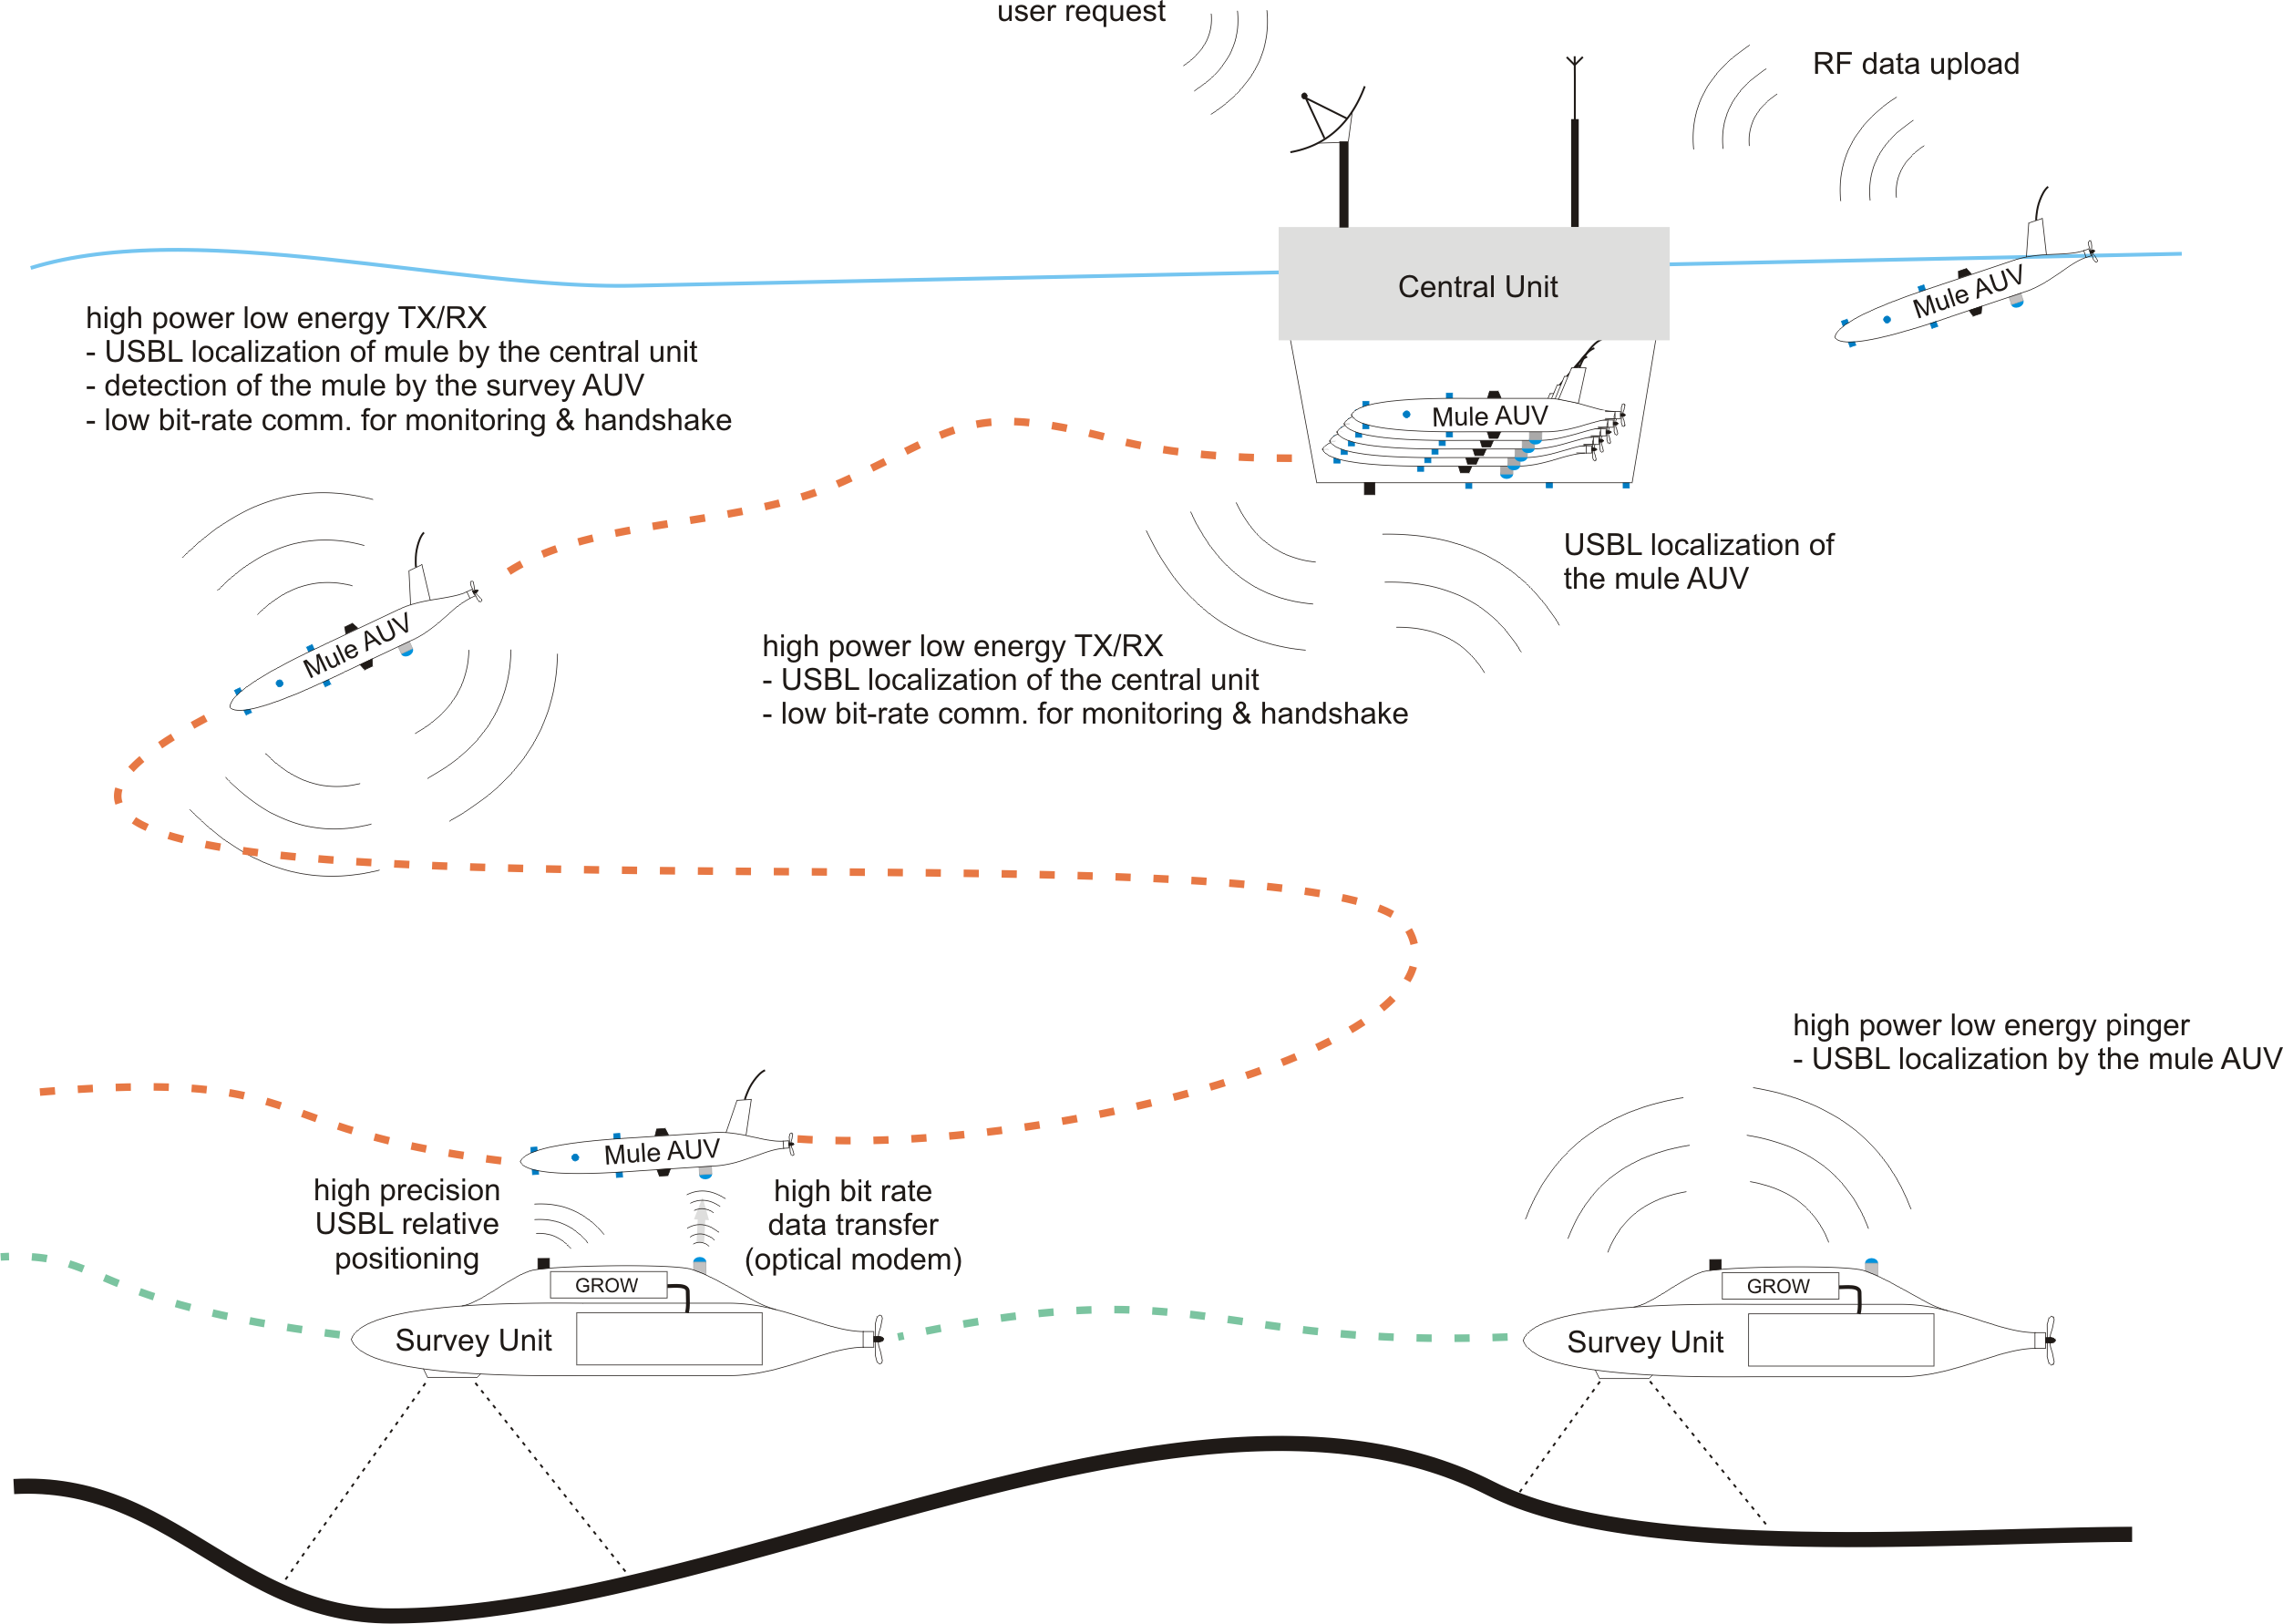 user request
RF data upload
Central Unit
Mule AUV
high power low energy TX/RX
- USBL localization of mule by the central unit
- detection of the mule by the survey AUV
- low bit-rate comm. for monitoring & handshake
Mule AUV
USBL localization of
the mule AUV
Mule AUV
high power low energy TX/RX
- USBL localization of the central unit
- low bit-rate comm. for monitoring & handshake
high power low energy pinger
- USBL localization by the mule AUV
Mule AUV
high precision
USBL relative
positioning
high bit rate
data transfer
(optical modem)
GROW
Survey Unit
GROW
Survey Unit